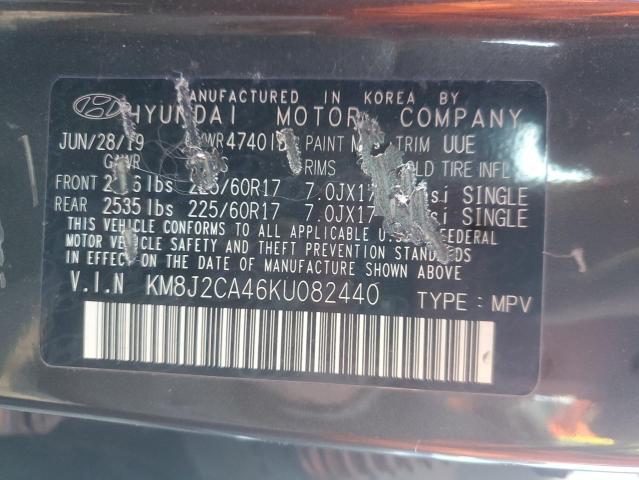 MANUFACTURED IN KOREA BY
HYUNDAI MOTOR COMPANY
JUN/28/19 GVWR 4740 lbs PAINT TRIM UUE
GAWR RIMS COLD TIRE INFL
FRONT lbs 225/60R17 7.0JX17 psi SINGLE
REAR 2535 lbs 225/60R17 7.0JX17 psi SINGLE
THIS VEHICLE CONFORMS TO ALL APPLICABLE U.S. FEDERAL
MOTOR VEHICLE SAFETY AND THEFT PREVENTION STANDARDS
IN EFFECT ON THE DATE OF MANUFACTURE SHOWN ABOVE
V.I.N KM8J2CA46KU082440 TYPE : MPV